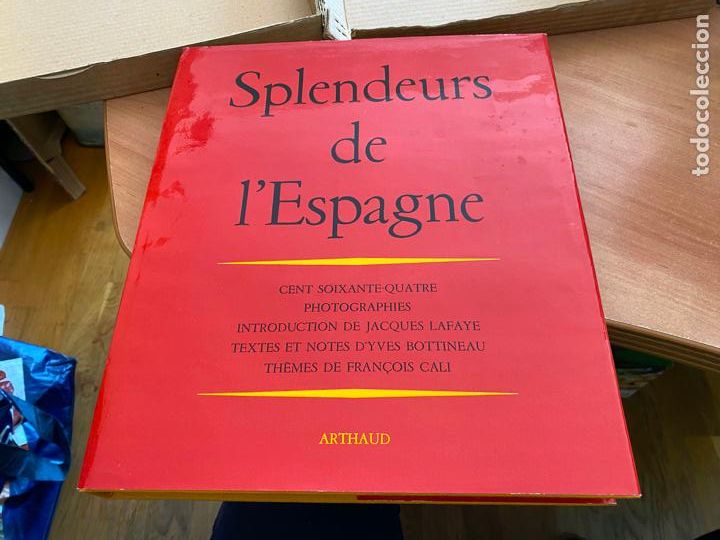 Splendeurs
de
l'Espagne
CENT SOIXANTE-QUATRE
PHOTOGRAPHIES
INTRODUCTION DE JACQUES LAFAYE
TEXTES ET NOTES D'YVES BOTTINEAU
THÈMES DE FRANÇOIS CALI
ARTHAUD
todocoleccion